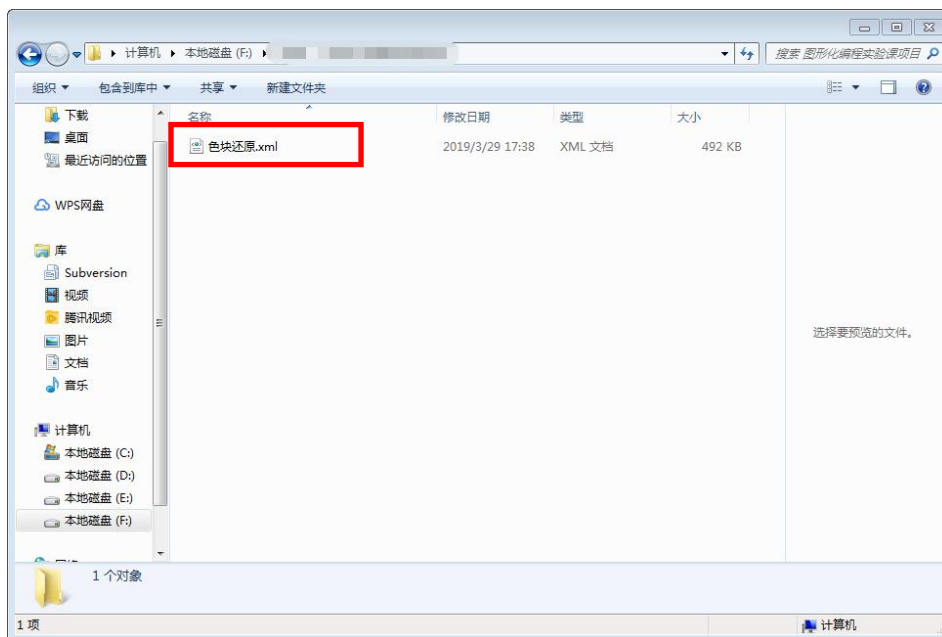 计算机 本地磁盘 (F:)
搜索 图形化编程实验课项目
组织 包含到库中 共享 新建文件夹
下载
桌面
最近访问的位置
WPS网盘
库
Subversion
视频
腾讯视频
图片
文档
音乐
计算机
本地磁盘 (C:)
本地磁盘 (D:)
本地磁盘 (E:)
本地磁盘 (F:)
名称 修改日期 类型 大小
色块还原.xml 2019/3/29 17:38 XML 文档 492 KB
选择要预览的文件。
1 个对象
1 项
计算机